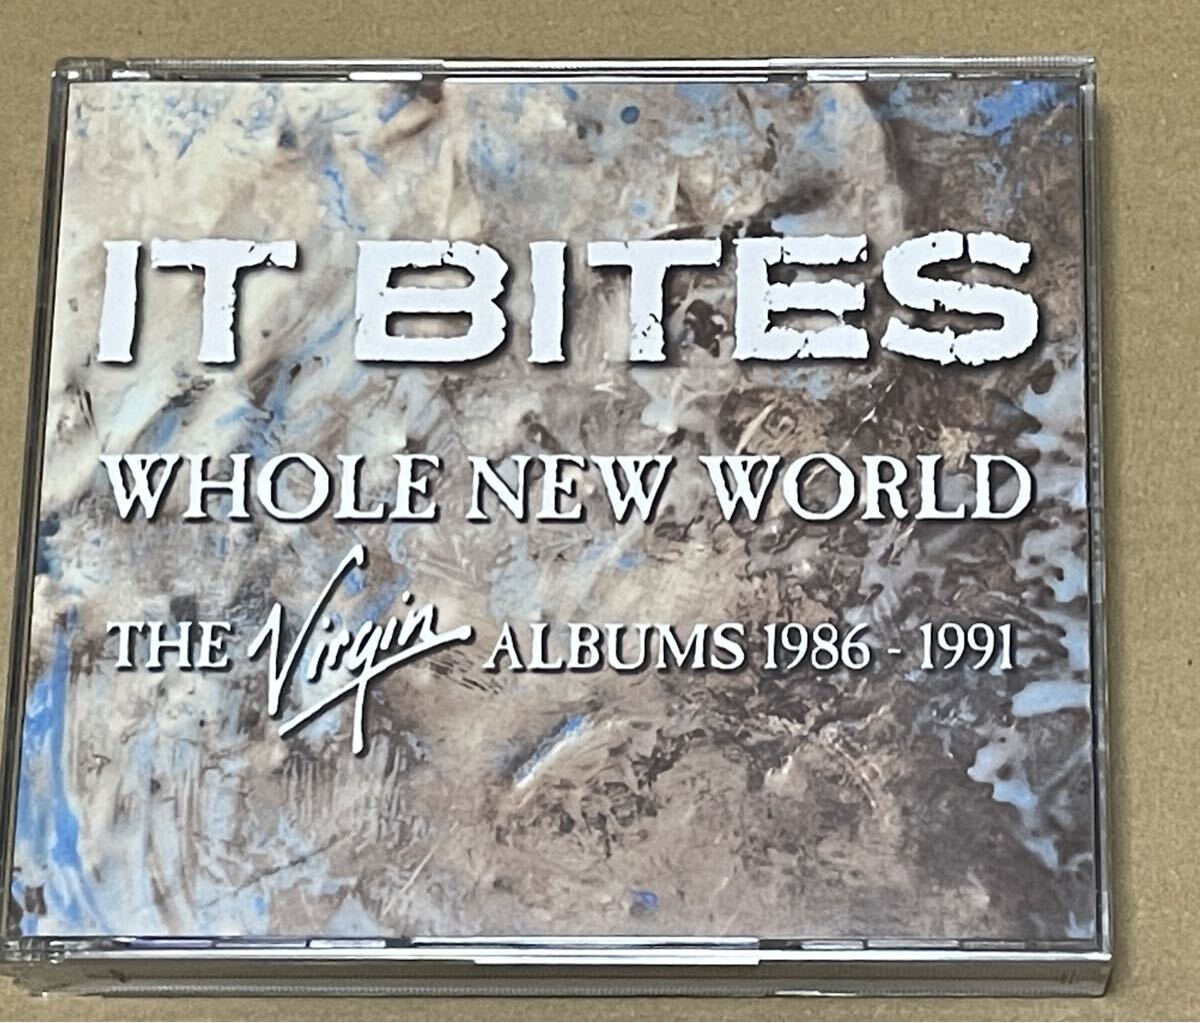 IT BITES
WHOLE NEW WORLD
THE Virgin ALBUMS 1986 - 1991